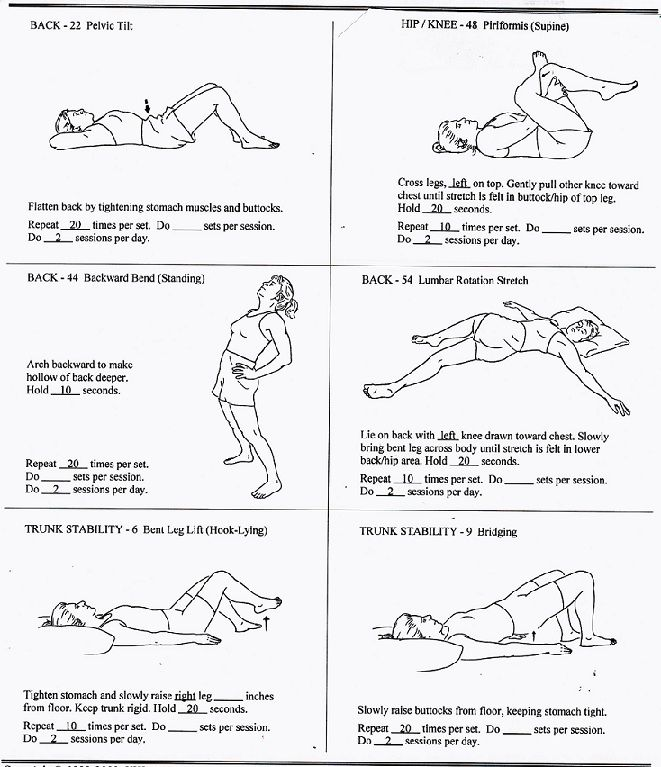 BACK - 22 Pelvic Tilt
Flatten back by tightening stomach muscles and buttocks.
Repeat 20 times per set. Do ____ sets per session.
Do 2 sessions per day.
HIP / KNEE - 48 Piriformis (Supine)
Cross legs, left on top. Gently pull other knee toward
chest until stretch is felt in buttock/hip of top leg.
Hold 20 seconds.
Repeat 10 times per set. Do ____ sets per session.
Do 2 sessions per day.
BACK - 44 Backward Bend (Standing)
Arch backward to make
hollow of back deeper.
Hold 10 seconds.
Repeat 20 times per set.
Do ____ sets per session.
Do 2 sessions per day.
BACK - 54 Lumbar Rotation Stretch
Lie on back with left knee drawn toward chest. Slowly
bring bent leg across body until stretch is felt in lower
back/hip area. Hold 20 seconds.
Repeat 10 times per set. Do ____ sets per session.
Do 2 sessions per day.
TRUNK STABILITY - 6 Bent Leg Lift (Hook-Lying)
Tighten stomach and slowly raise right leg ____ inches
from floor. Keep trunk rigid. Hold 20 seconds.
Repeat 10 times per set. Do ____ sets per session.
Do 2 sessions per day.
TRUNK STABILITY - 9 Bridging
Slowly raise buttocks from floor, keeping stomach tight.
Repeat 20 times per set. Do ____ sets per session.
Do 2 sessions per day.